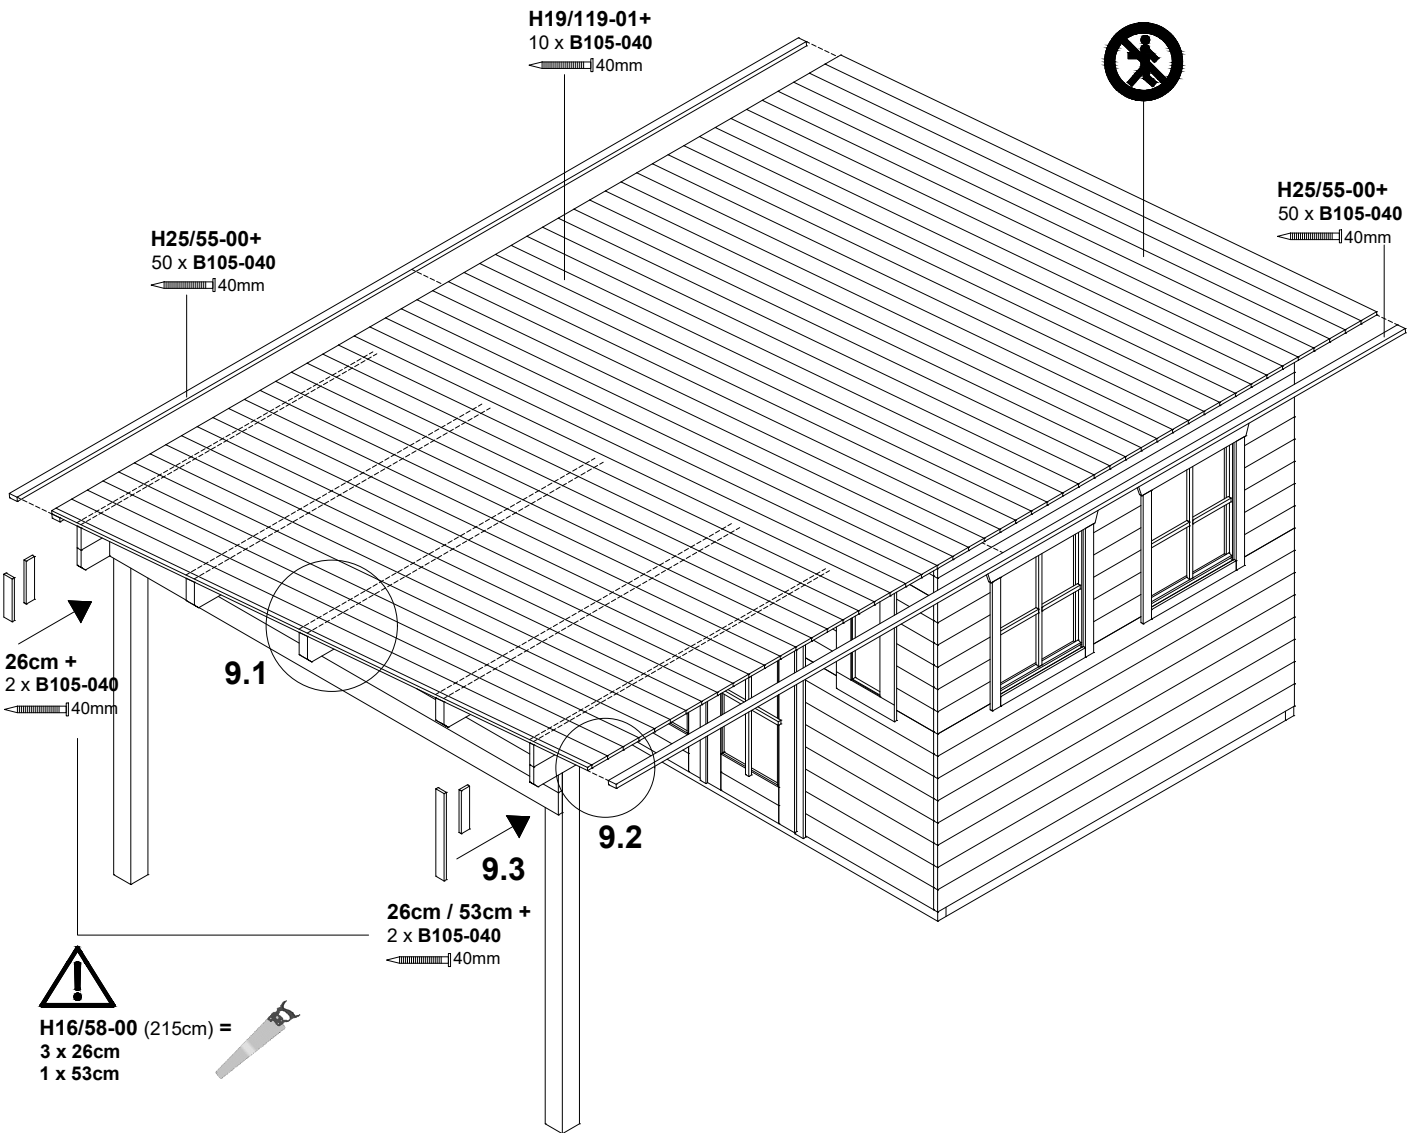 H19/119-01+
10 x B105-040
40mm
H25/55-00+
50 x B105-040
40mm
H25/55-00+
50 x B105-040
40mm
26cm +
2 x B105-040
40mm
9.1
9.2
9.3
26cm / 53cm +
2 x B105-040
40mm
H16/58-00 (215cm) =
3 x 26cm
1 x 53cm